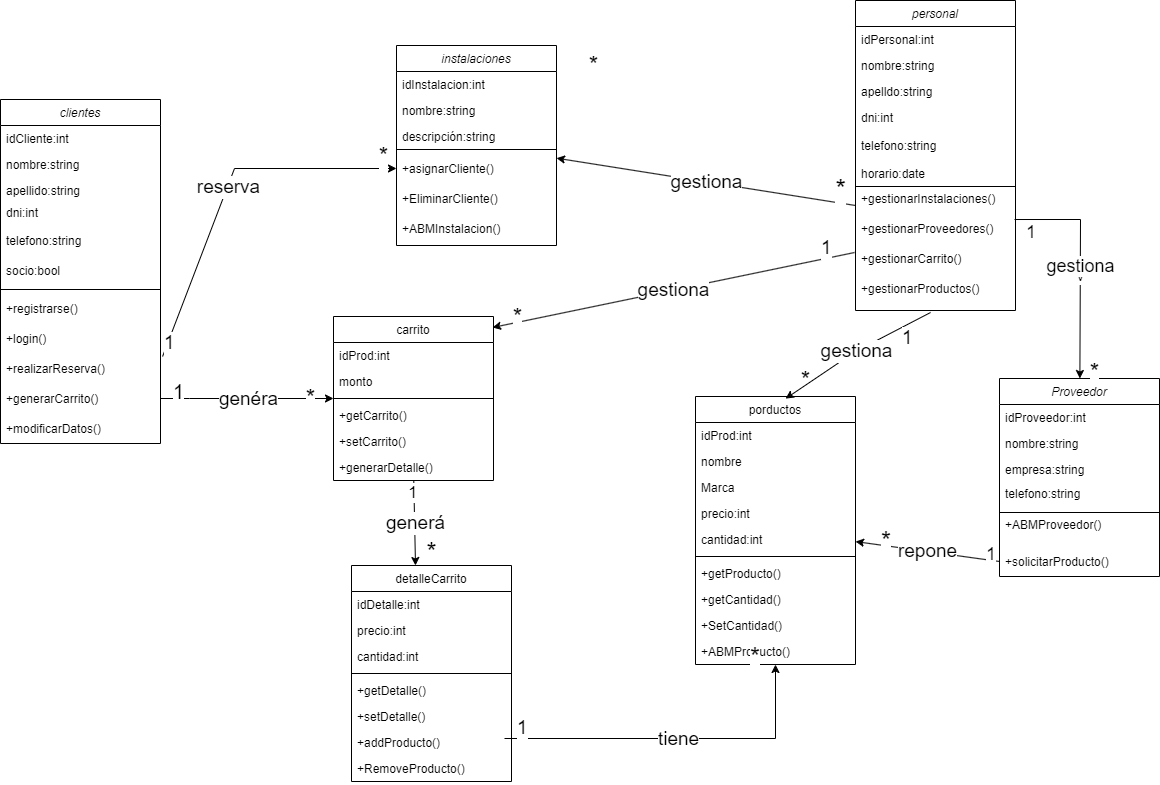 personal
idPersonal:int
nombre:string
apelldo:string
dni:int
telefono:string
horario:date
+gestionarInstalaciones()
+gestionarProveedores()
+gestionarCarrito()
+gestionarProductos()
instalaciones
idInstalacion:int
nombre:string
descripción:string
+asignarCliente()
+EliminarCliente()
+ABMInstalacion()
*
clientes
idCliente:int
nombre:string
apellido:string
dni:int
telefono:string
socio:bool
+registrarse()
+login()
+realizarReserva()
+generarCarrito()
+modificarDatos()
*
reserva
1
gestiona
*
1
gestiona
*
1
gestiona
*
1
gestiona
*
1
genéra
*
carrito
idProd:int
monto
+getCarrito()
+setCarrito()
+generarDetalle()
porductos
idProd:int
nombre
Marca
precio:int
cantidad:int
+getProducto()
+getCantidad()
+SetCantidad()
+ABMProducto()
*
Proveedor
idProveedor:int
nombre:string
empresa:string
telefono:string
+ABMProveedor()
+solicitarProducto()
*
repone
1
1
generá
*
detalleCarrito
idDetalle:int
precio:int
cantidad:int
+getDetalle()
+setDetalle()
+addProducto()
+RemoveProducto()
1
tiene